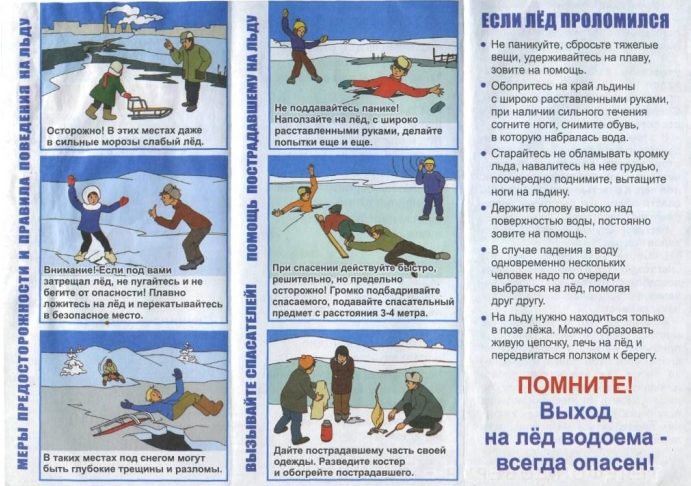 МЕРЫ ПРЕДОСТОРОЖНОСТИ И ПРАВИЛА ПОВЕДЕНИЯ НА ЛЬДУ
Осторожно! В этих местах даже
в сильные морозы слабый лёд.
Внимание! Если под вами
затрещал лёд, не пугайтесь и не
бегите от опасности! Плавно
ложитесь на лёд и перекатывайтесь
в безопасное место.
В таких местах под снегом могут
быть глубокие трещины и разломы.
ВЫЗЫВАЙТЕ СПАСАТЕЛЕЙ! ПОМОЩЬ ПОСТРАДАВШЕМУ НА ЛЬДУ
Не поддавайтесь панике!
Наползайте на лёд, с широко
расставленными руками, делайте
попытки еще и еще.
При спасении действуйте быстро,
решительно, но предельно
осторожно! Громко подбадривайте
спасаемого, подавайте спасательный
предмет с расстояния 3-4 метра.
Дайте пострадавшему часть своей
одежды. Разведите костер
и обогрейте пострадавшего.
ЕСЛИ ЛЁД ПРОЛОМИЛСЯ
• Не паникуйте, сбросьте тяжелые
вещи, удерживайтесь на плаву,
зовите на помощь.
• Обопритесь на край льдины
с широко расставленными руками,
при наличии сильного течения
согните ноги, снимите обувь,
в которую набралась вода.
• Старайтесь не обламывать кромку
льда, навалитесь на нее грудью,
поочередно поднимите, вытащите
ноги на льдину.
• Держите голову высоко над
поверхностью воды, постоянно
зовите на помощь.
• В случае падения в воду
одновременно нескольких
человек надо по очереди
выбраться на лёд, помогая
друг другу.
• На льду нужно находиться только
в позе лёжа. Можно образовать
живую цепочку, лечь на лёд и
передвигаться ползком к берегу.
ПОМНИТЕ!
Выход
на лёд водоема -
всегда опасен!